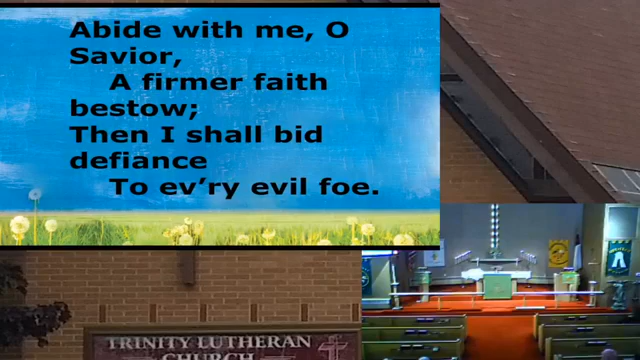 Abide with me, O
Savior,
A firmer faith
bestow;
Then I shall bid
defiance
To ev’ry evil foe.
TRINITY LUTHERAN
CHURCH